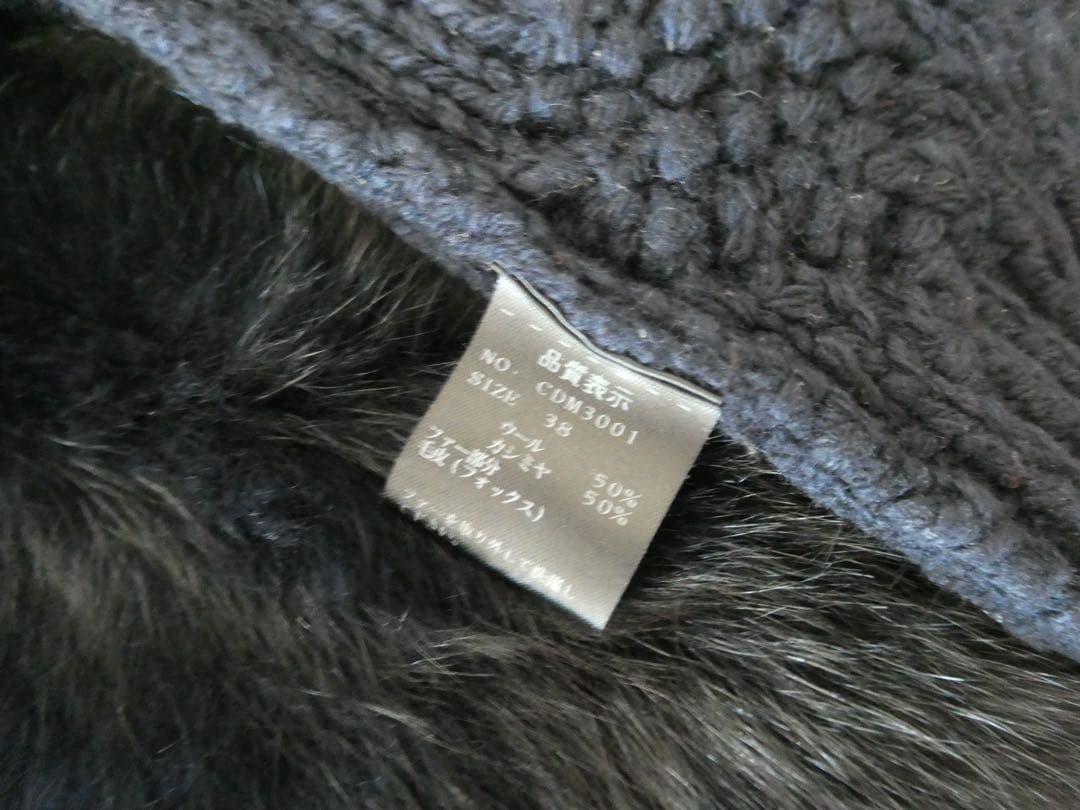 品質表示
NO. CDM3001
SIZE 38
ウール 50%
カシミヤ 50%
ファー部分
毛皮(フォックス)